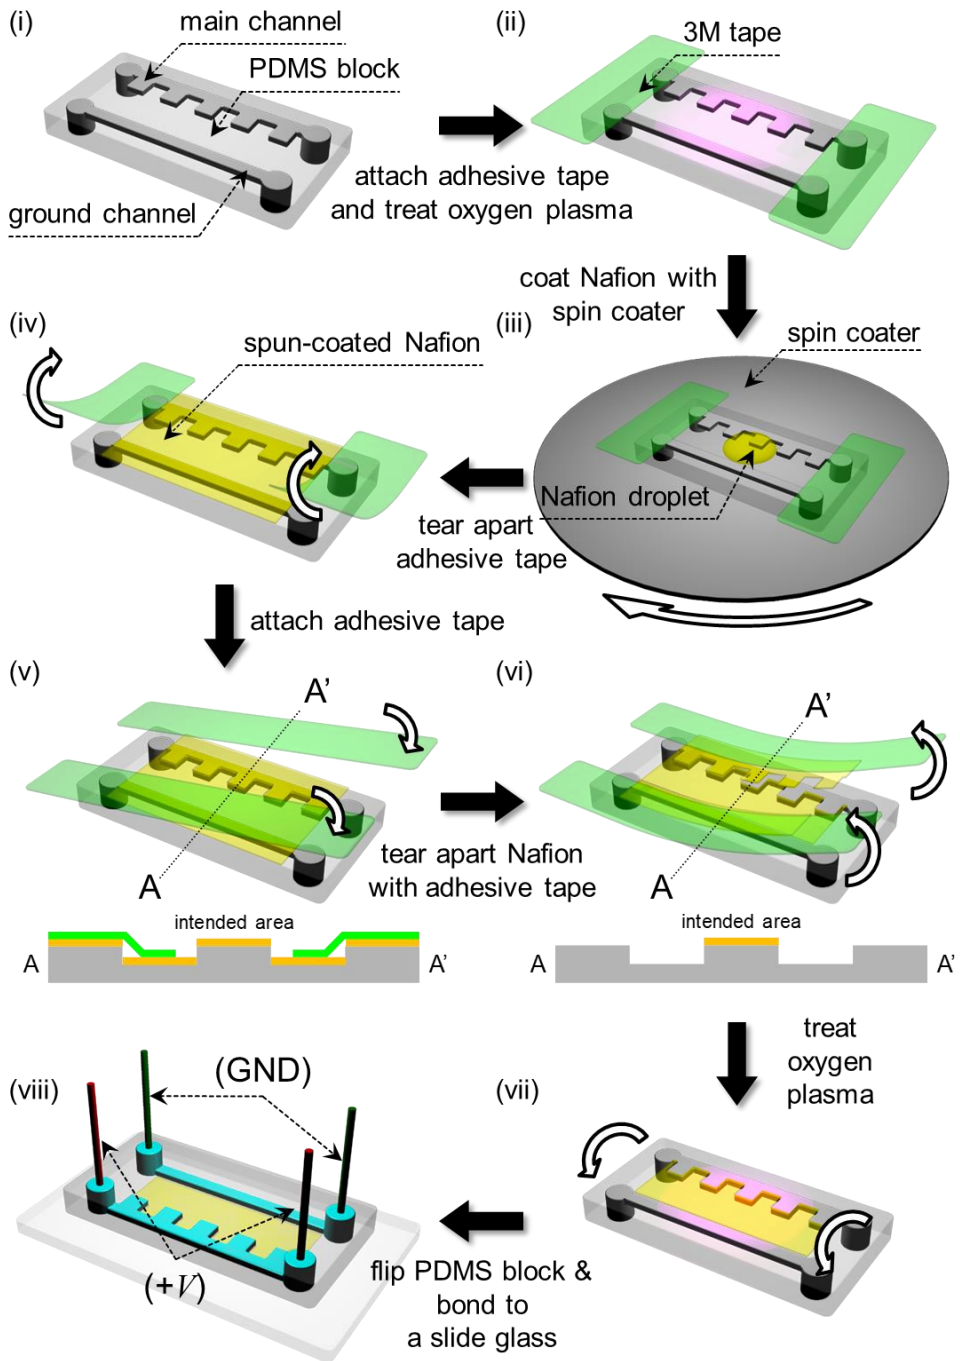 (i)
main channel
PDMS block
ground channel
attach adhesive tape
and treat oxygen plasma
(ii)
3M tape
coat Nafion with
spin coater
(iii)
spin coater
Nafion droplet
tear apart
adhesive tape
(iv)
spun-coated Nafion
attach adhesive tape
(v)
A'
A
intended area
A
A'
tear apart Nafion
with adhesive tape
(vi)
A'
A
intended area
A
A'
treat
oxygen
plasma
(vii)
flip PDMS block &
bond to
a slide glass
(viii)
(GND)
(+V)